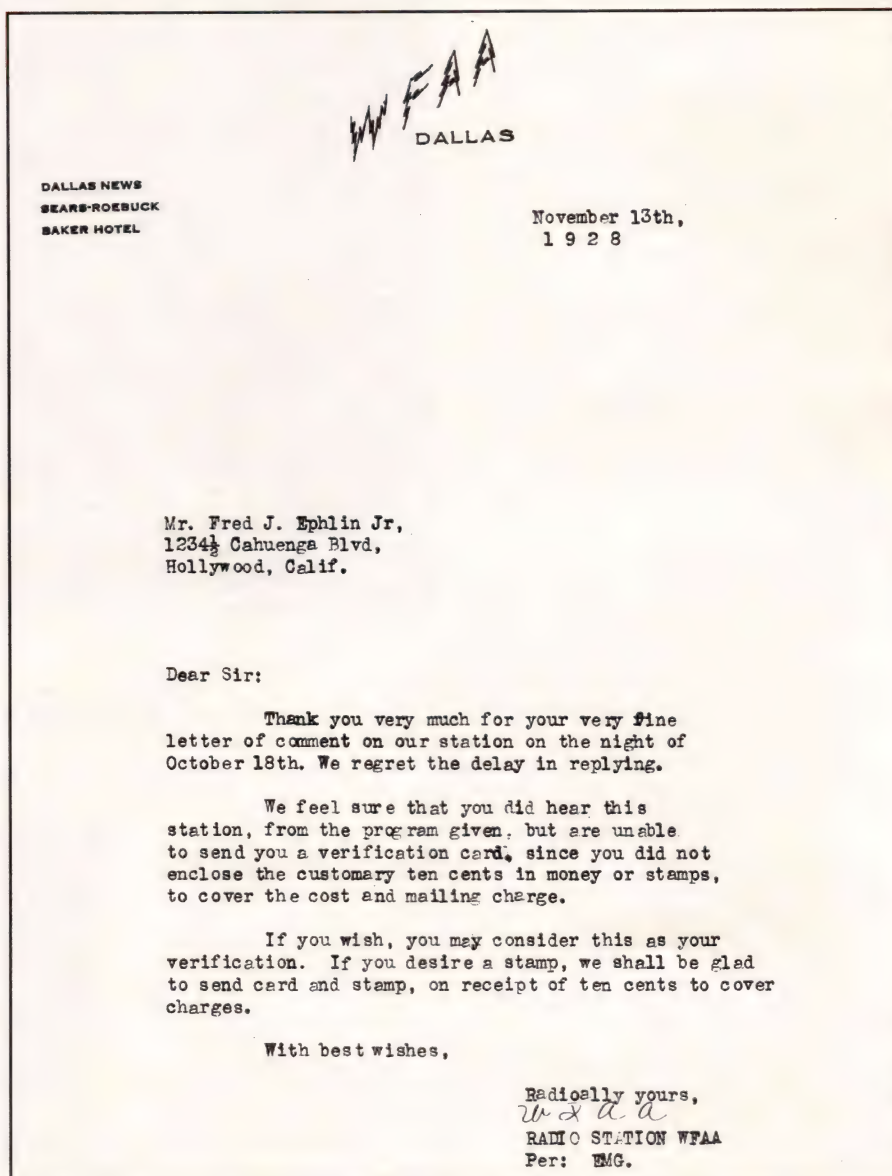 WFAA
DALLAS
DALLAS NEWS
SEARS-ROEBUCK
BAKER HOTEL
November 13th,
1 9 2 8
Mr. Fred J. Ephlin Jr,
1234½ Cahuenga Blvd,
Hollywood, Calif.
Dear Sir:
Thank you very much for your very fine
letter of comment on our station on the night of
October 18th. We regret the delay in replying.
We feel sure that you did hear this
station, from the program given, but are unable
to send you a verification card, since you did not
enclose the customary ten cents in money or stamps,
to cover the cost and mailing charge.
If you wish, you may consider this as your
verification. If you desire a stamp, we shall be glad
to send card and stamp, on receipt of ten cents to cover
charges.
With best wishes,
Radioally yours,
WFAA
RADIO STATION WFAA
Per: EMG.